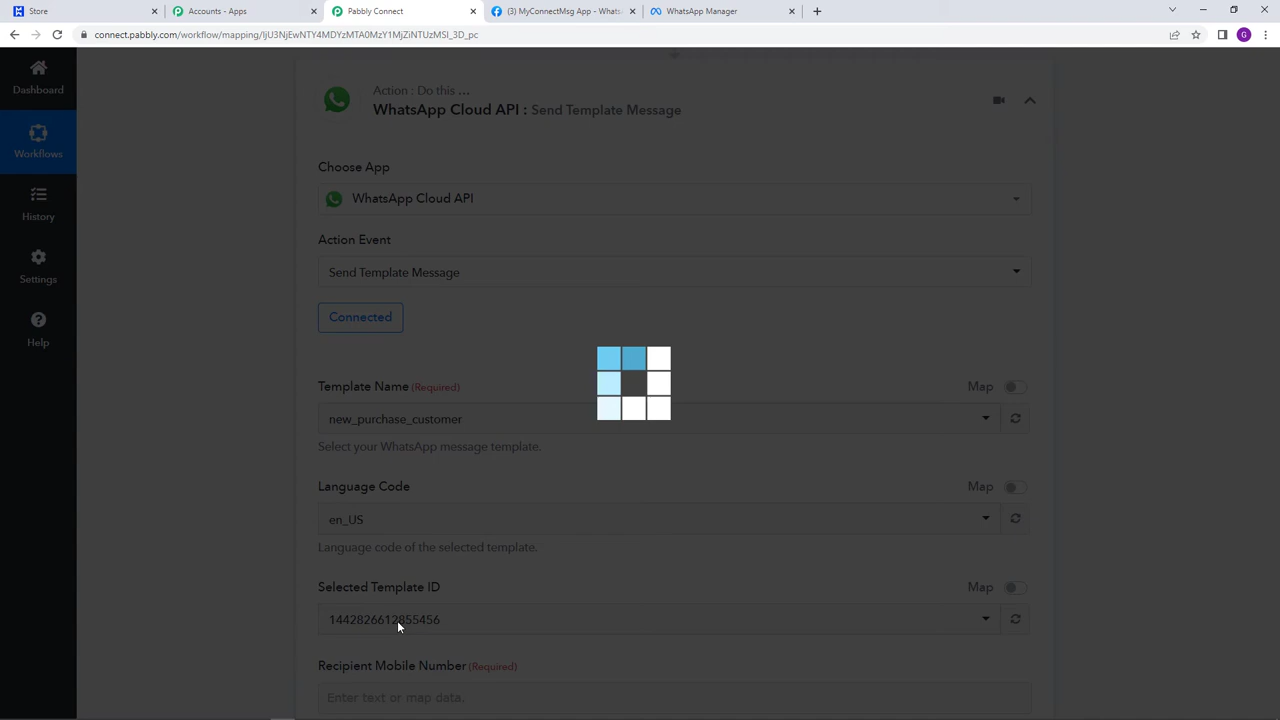 Store
Accounts - Apps
Pabbly Connect
(3) MyConnectMsg App - Whats
WhatsApp Manager
connect.pabbly.com/workflow/mapping/IjU3NjEwNTY4MDYzMTA0MzY1MjZiNTUzMSI_3D_pc
G
Dashboard
Workflows
History
Settings
Help
Action : Do this ...
WhatsApp Cloud API : Send Template Message
Choose App
WhatsApp Cloud API
Action Event
Send Template Message
Connected
Template Name (Required)
Map
new_purchase_customer
Select your WhatsApp message template.
Language Code
Map
en_US
Language code of the selected template.
Selected Template ID
Map
1442826612855456
Recipient Mobile Number (Required)
Enter text or map data.